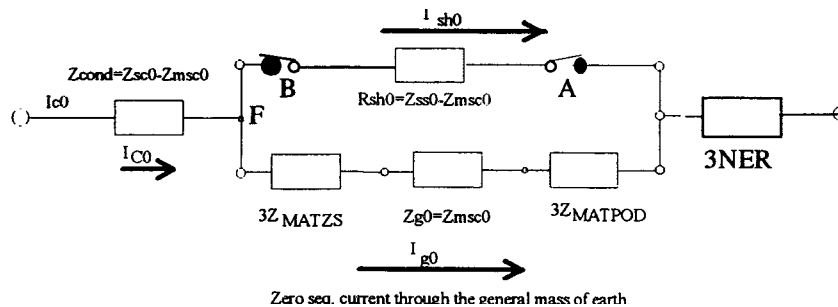 I sh0
Zcond=Zsc0-Zmsc0
Ic0
B
A
Rsh0=Zss0-Zmsc0
F
I C0
3NER
3Z MATZS
Zg0=Zmsc0
3Z MATPOD
I g0
Zero seq. current through the general mass of earth